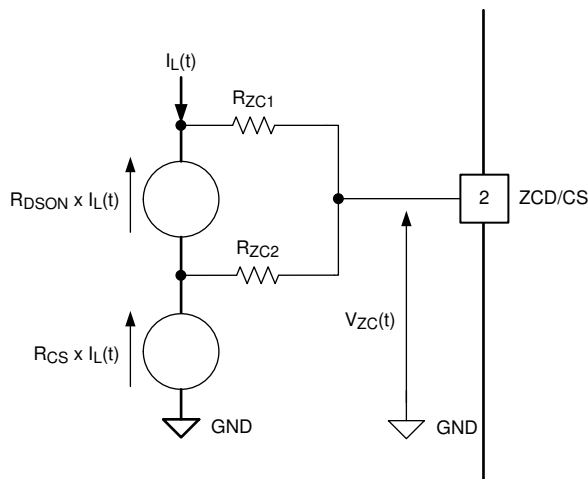 I_L(t)
R_ZC1
R_DSON x I_L(t)
2
ZCD/CS
R_ZC2
V_ZC(t)
R_CS x I_L(t)
GND
GND